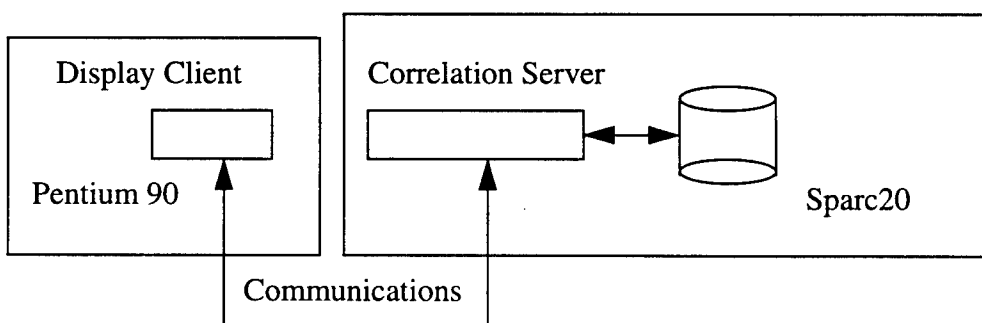 Display Client
Pentium 90
Correlation Server
Sparc20
Communications